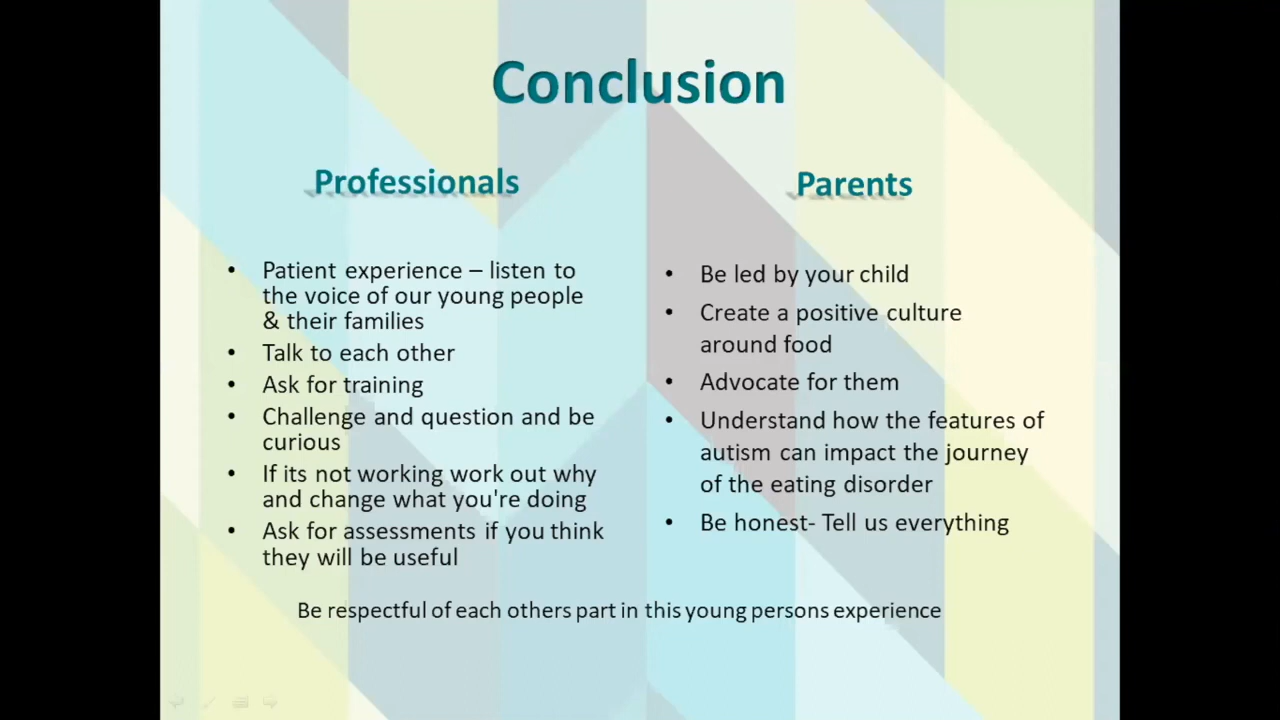 Conclusion
Professionals
• Patient experience – listen to
the voice of our young people
& their families
• Talk to each other
• Ask for training
• Challenge and question and be
curious
• If its not working work out why
and change what you're doing
• Ask for assessments if you think
they will be useful
Parents
• Be led by your child
• Create a positive culture
around food
• Advocate for them
• Understand how the features of
autism can impact the journey
of the eating disorder
• Be honest- Tell us everything
Be respectful of each others part in this young persons experience